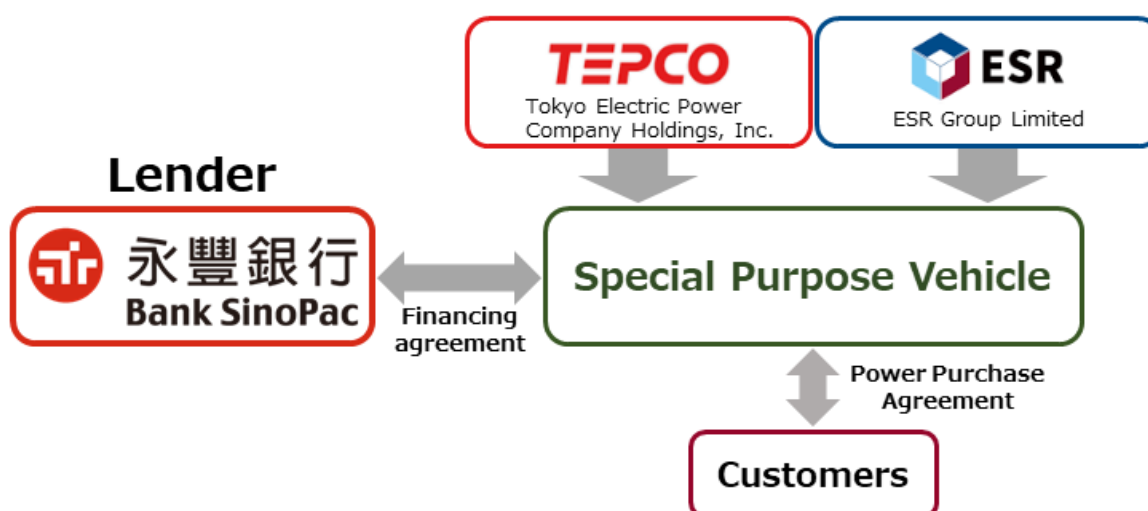 TEPCO
Tokyo Electric Power
Company Holdings, Inc.
ESR
ESR Group Limited
Lender
永豐銀行
Bank SinoPac
Financing
agreement
Special Purpose Vehicle
Power Purchase
Agreement
Customers